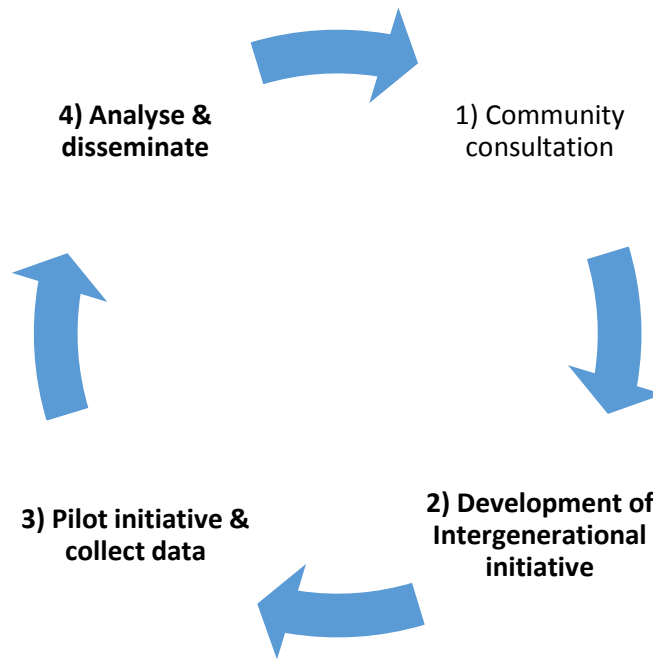 1) Community
consultation
2) Development of
Intergenerational
initiative
3) Pilot initiative &
collect data
4) Analyse &
disseminate